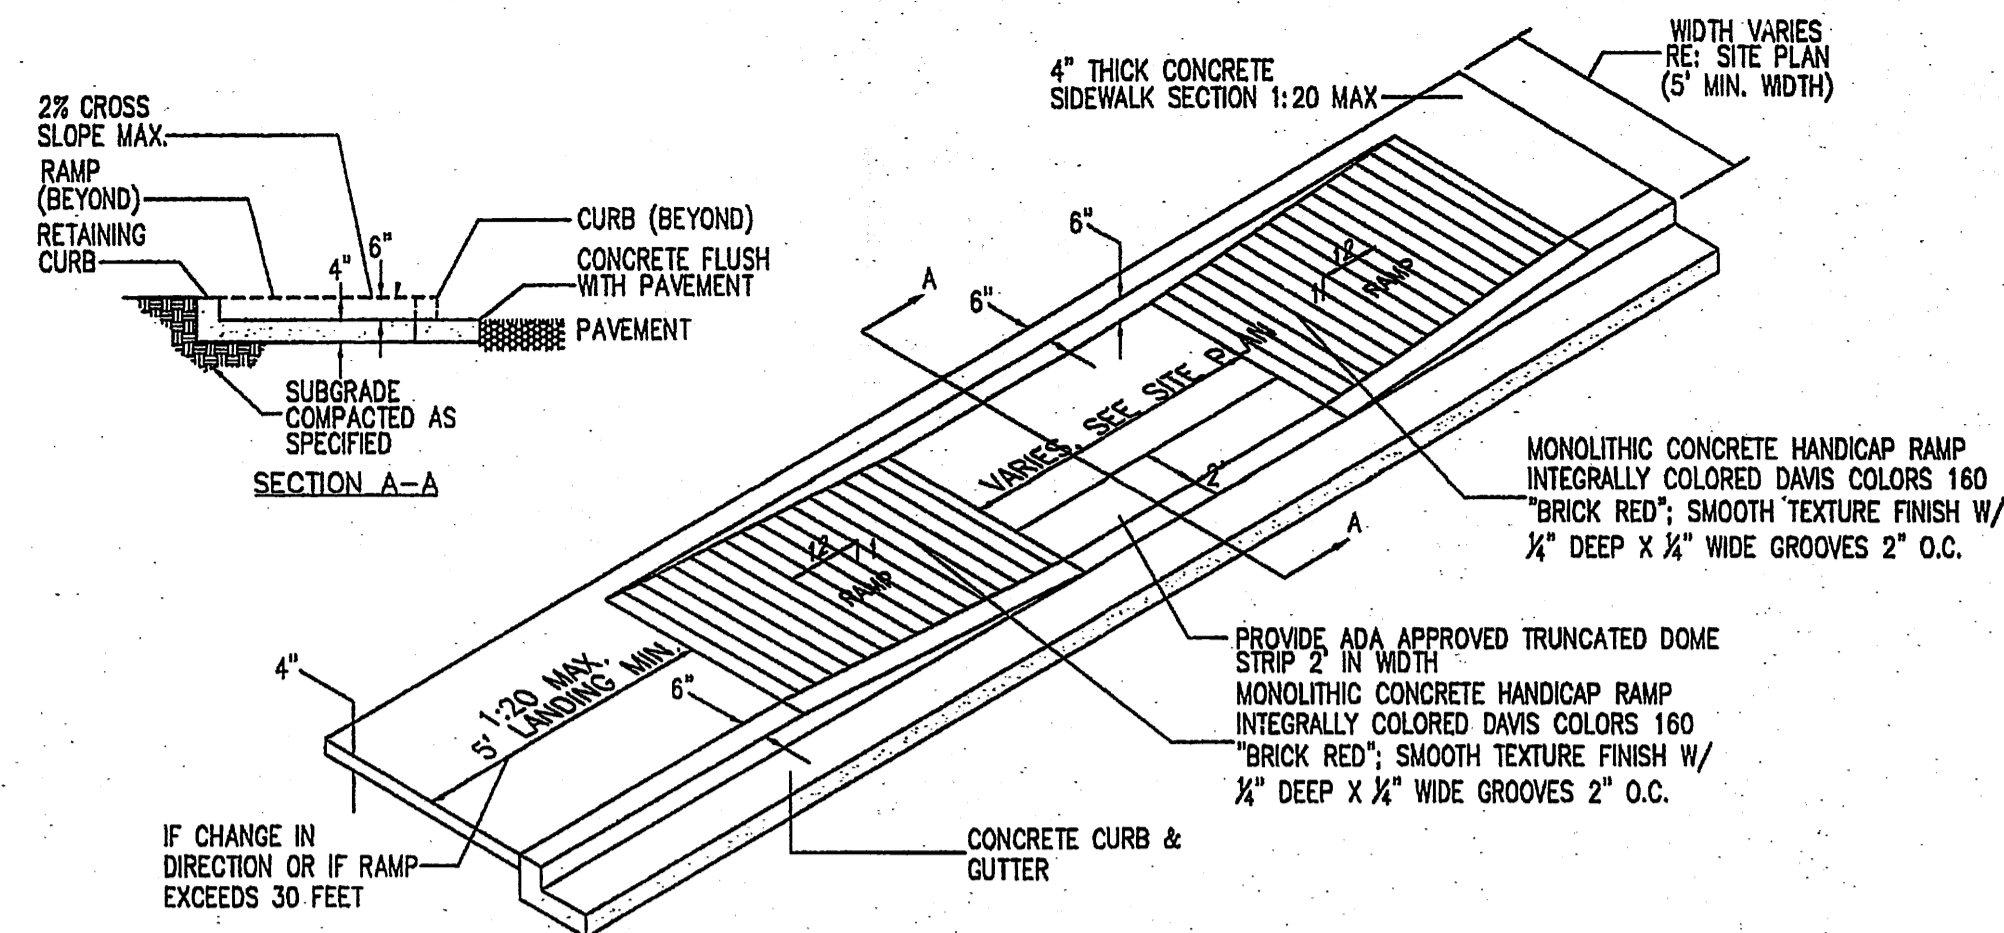 2% CROSS
SLOPE MAX.
RAMP
(BEYOND)
RETAINING
CURB
4"
6"
CURB (BEYOND)
CONCRETE FLUSH
WITH PAVEMENT
PAVEMENT
SUBGRADE
COMPACTED AS
SPECIFIED
SECTION A-A
4" THICK CONCRETE
SIDEWALK SECTION 1:20 MAX
WIDTH VARIES
RE: SITE PLAN
(5' MIN. WIDTH)
6"
6"
A
12
1
RAMP
VARIES, SEE SITE PLAN
2'
A
MONOLITHIC CONCRETE HANDICAP RAMP
INTEGRALLY COLORED DAVIS COLORS 160
"BRICK RED"; SMOOTH TEXTURE FINISH W/
¼" DEEP X ¼" WIDE GROOVES 2" O.C.
12
1
RAMP
PROVIDE ADA APPROVED TRUNCATED DOME
STRIP 2' IN WIDTH
MONOLITHIC CONCRETE HANDICAP RAMP
INTEGRALLY COLORED DAVIS COLORS 160
"BRICK RED"; SMOOTH TEXTURE FINISH W/
¼" DEEP X ¼" WIDE GROOVES 2" O.C.
4"
1:20 MAX.
5' LANDING MIN.
6"
IF CHANGE IN
DIRECTION OR IF RAMP
EXCEEDS 30 FEET
CONCRETE CURB &
GUTTER